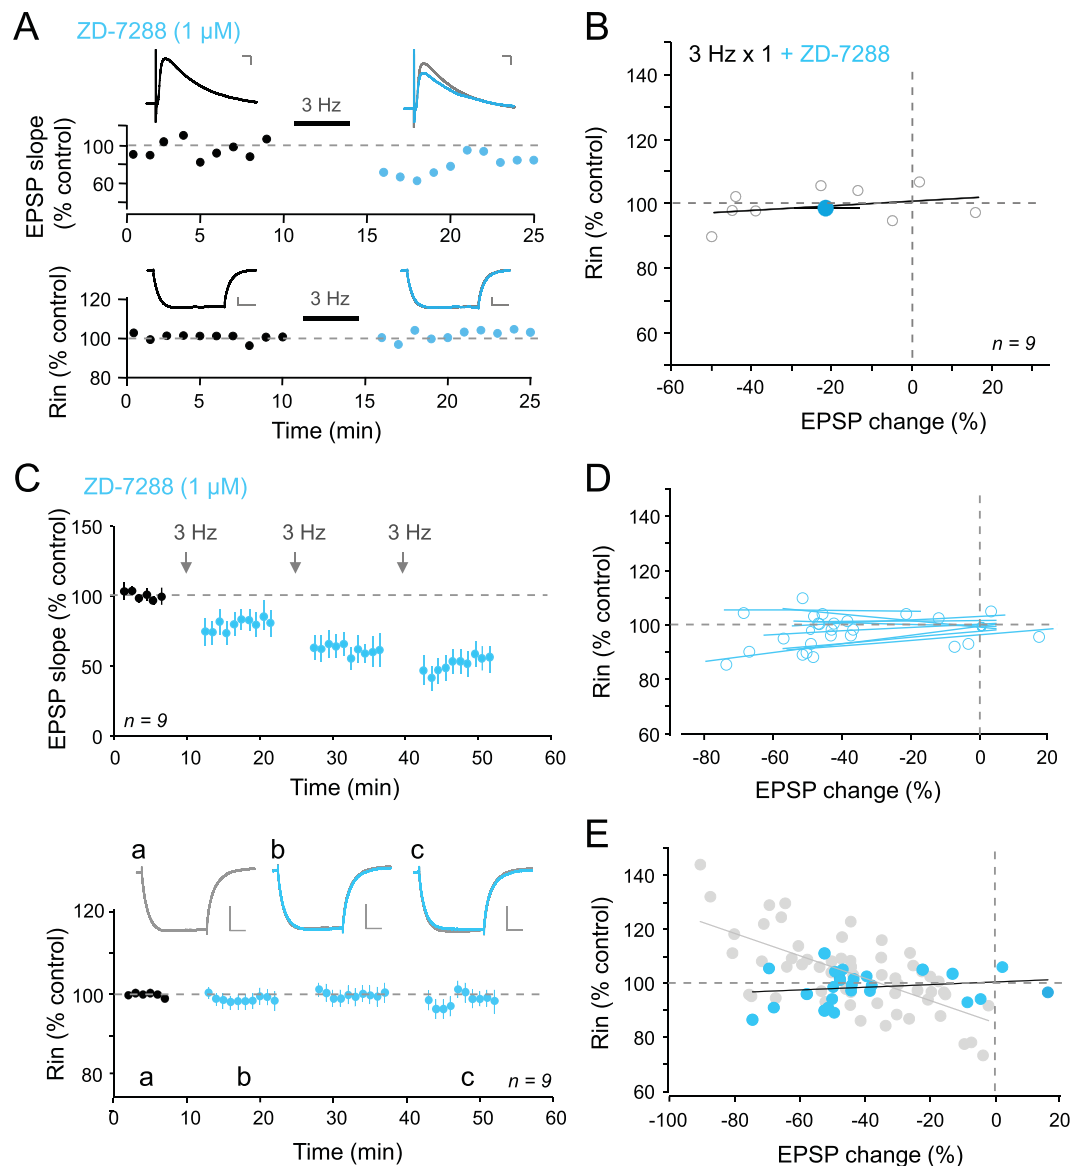 A
ZD-7288 (1 µM)
3 Hz
EPSP slope
(% control)
100
60
0
5
10
15
20
25
3 Hz
Rin (% control)
120
100
80
0
5
10
15
20
25
Time (min)
B
3 Hz x 1 + ZD-7288
Rin (% control)
140
120
100
80
60
n = 9
-60
-40
-20
0
20
EPSP change (%)
C
ZD-7288 (1 µM)
EPSP slope (% control)
150
100
50
0
3 Hz
3 Hz
3 Hz
n = 9
0
10
20
30
40
50
60
Time (min)
a
b
c
Rin (% control)
120
100
80
a
b
c
n = 9
0
10
20
30
40
50
60
Time (min)
D
Rin (% control)
140
120
100
80
60
-80
-60
-40
-20
0
20
EPSP change (%)
E
Rin (% control)
140
120
100
80
60
-100
-80
-60
-40
-20
0
20
EPSP change (%)